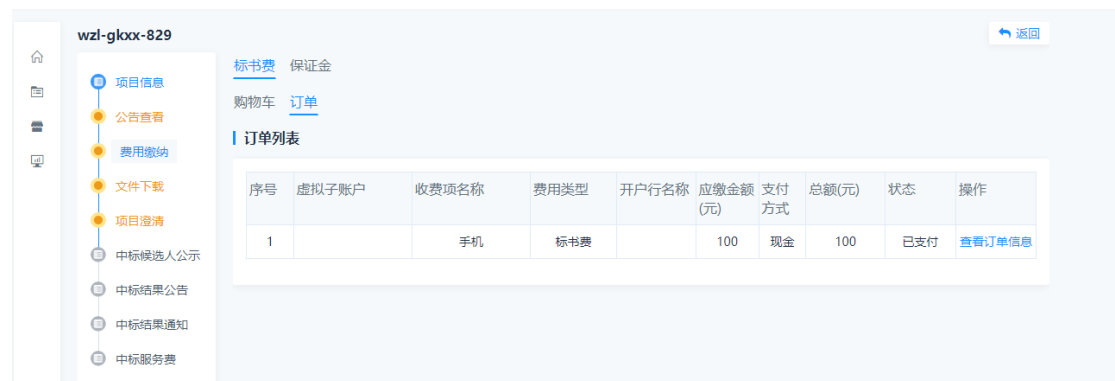 wzl-gkxx-829
返回
项目信息
公告查看
费用缴纳
文件下载
项目澄清
中标候选人公示
中标结果公告
中标结果通知
中标服务费
标书费 保证金
购物车 订单
订单列表
序号 虚拟子账户 收费项名称 费用类型 开户行名称 应缴金额(元) 支付方式 总额(元) 状态 操作
1 手机 标书费 100 现金 100 已支付 查看订单信息